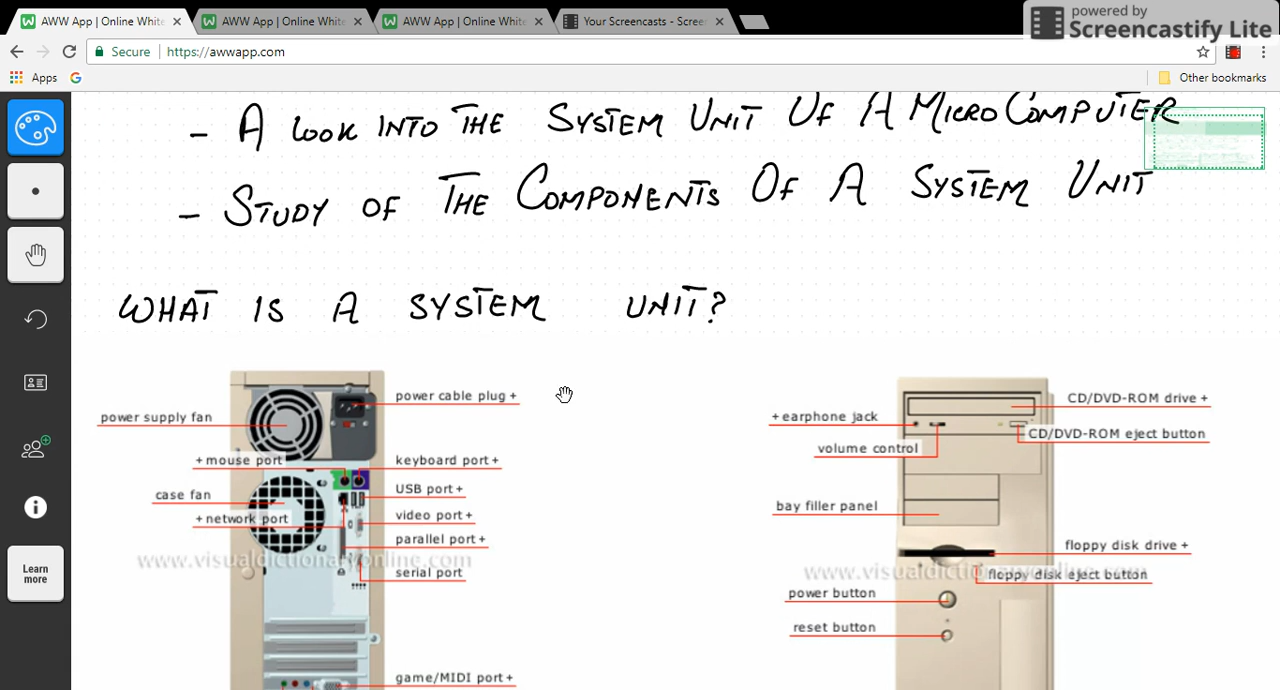 AWW App | Online White
AWW App | Online White
AWW App | Online White
Your Screencasts - Scree
powered by
Screencastify Lite
Secure | https://awwapp.com
Apps
Other bookmarks
- A LOOK INTO THE SYSTEM UNIT OF A MICROCOMPUTER
- STUDY OF THE COMPONENTS OF A SYSTEM UNIT
WHAT IS A SYSTEM UNIT?
power cable plug +
power supply fan
+ mouse port
keyboard port +
case fan
USB port +
+ network port
video port +
parallel port +
www.visualdictionaryonline.com
serial port
game/MIDI port +
CD/DVD-ROM drive +
+ earphone jack
CD/DVD-ROM eject button
volume control
bay filler panel
floppy disk drive +
www.visualdictionaryonline.com
floppy disk eject button
power button
reset button
Learn
more